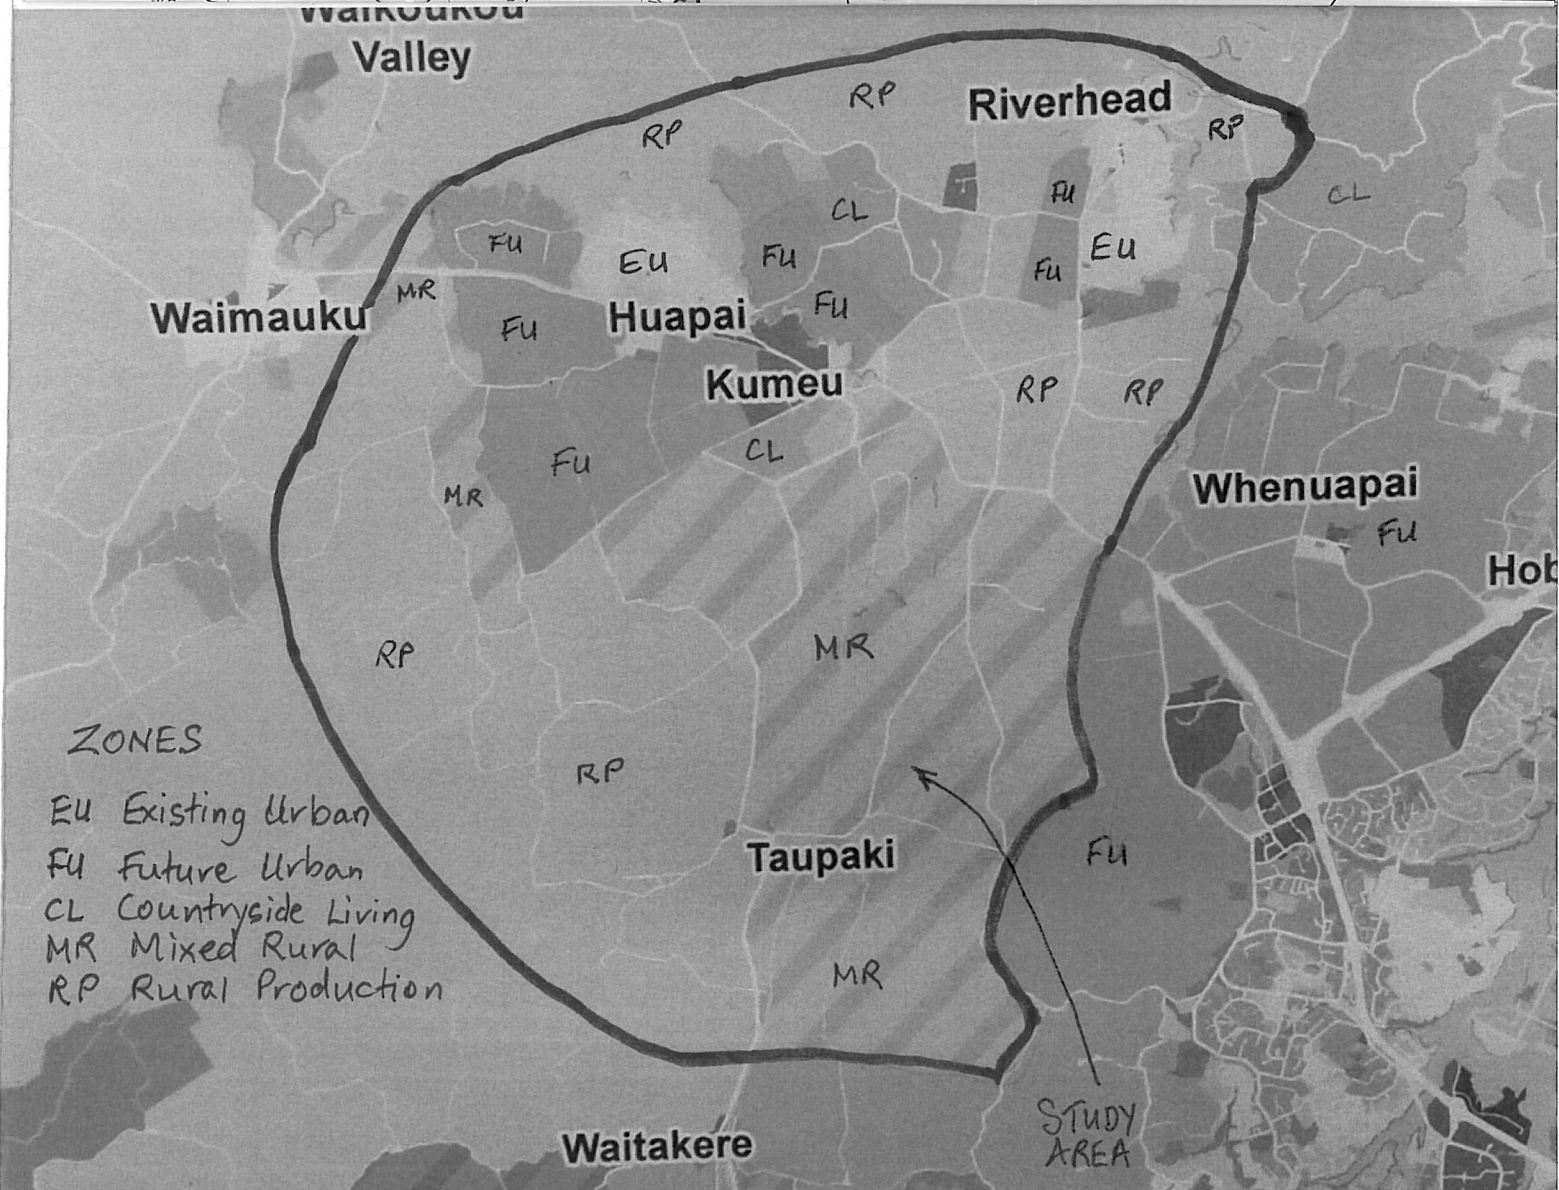 Waikoukou
Valley
RP
Riverhead
RP
RP
CL
FU
CL
FU
EU
FU
EU
FU
MR
FU
Waimauku
FU
Huapai
Kumeu
RP
RP
CL
FU
MR
Whenuapai
FU
Hob
MR
RP
RP
ZONES
EU Existing Urban
FU Future Urban
CL Countryside Living
MR Mixed Rural
RP Rural Production
Taupaki
FU
MR
STUDY
AREA
Waitakere